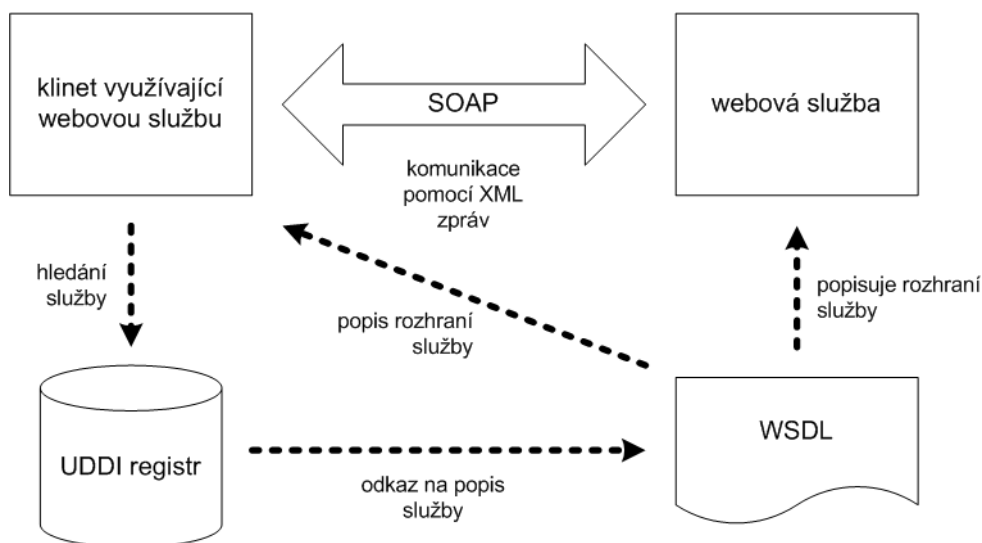 klinet využívající
webovou službu
SOAP
webová služba
komunikace
pomocí XML
zpráv
hledání
služby
popis rozhraní
služby
popisuje rozhraní
služby
UDDI registr
odkaz na popis
služby
WSDL